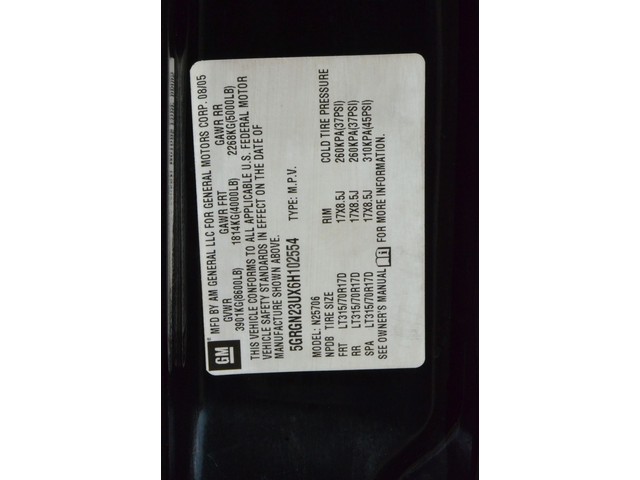 GM
MFD BY AM GENERAL LLC FOR GENERAL MOTORS CORP. 08/05
GVWR GAWR FRT GAWR RR
3901KG(8600LB) 1814KG(4000LB) 2268KG(5000LB)
THIS VEHICLE CONFORMS TO ALL APPLICABLE U.S. FEDERAL MOTOR
VEHICLE SAFETY STANDARDS IN EFFECT ON THE DATE OF
MANUFACTURE SHOWN ABOVE.
5GRGN23UX6H102554 TYPE: M.P.V.
MODEL: N25706
NPDB TIRE SIZE RIM COLD TIRE PRESSURE
FRT LT315/70R17D 17X8.5J 260KPA(37PSI)
RR LT315/70R17D 17X8.5J 260KPA(37PSI)
SPA LT315/70R17D 17X8.5J 310KPA(45PSI)
SEE OWNER'S MANUAL FOR MORE INFORMATION.